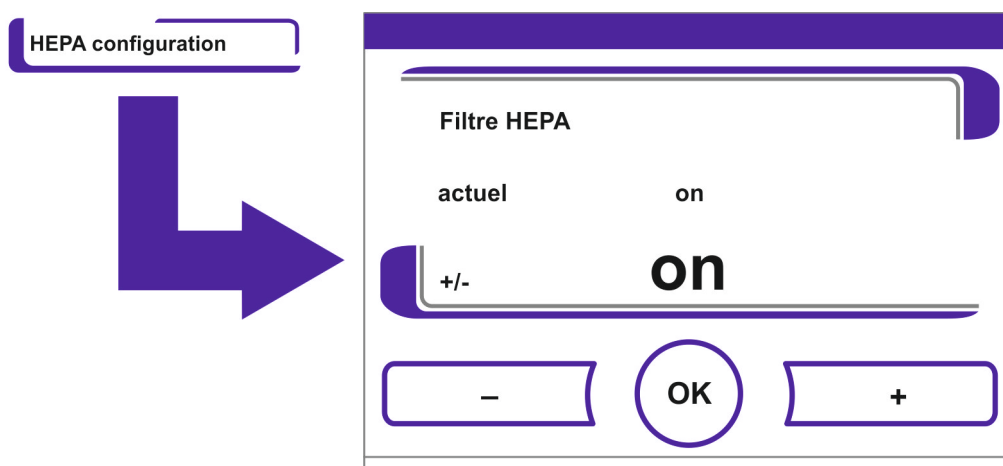 HEPA configuration
Filtre HEPA
actuel on
+/- on
– OK +